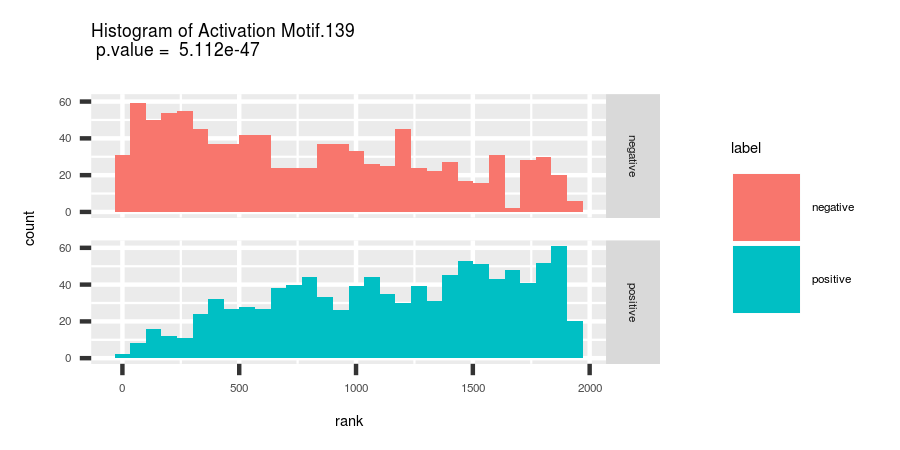 Histogram of Activation Motif.139
p.value =  5.112e-47
60
40
20
0
negative
60
40
20
0
positive
0
500
1000
1500
2000
rank
count
label
negative
positive